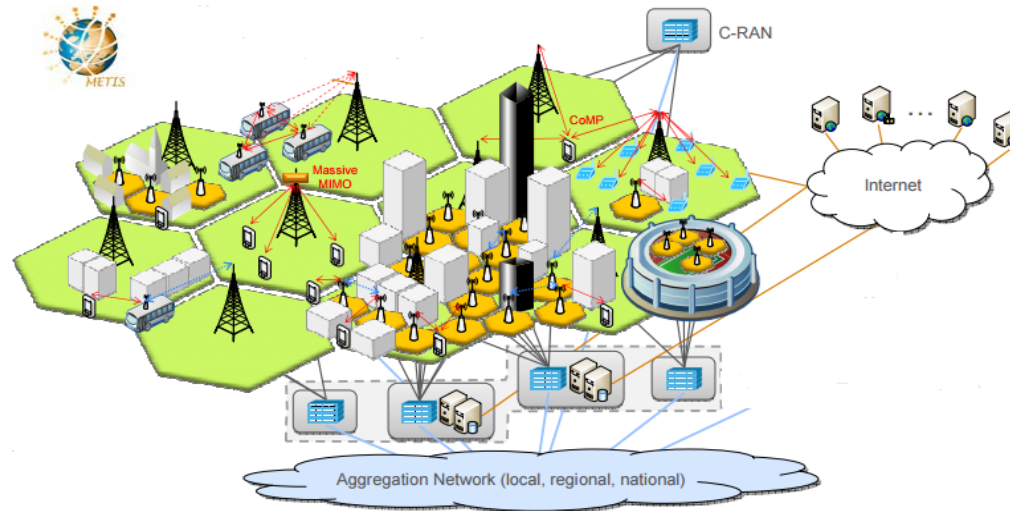 METIS
C-RAN
CoMP
Massive
MIMO
...
Internet
Aggregation Network (local, regional, national)